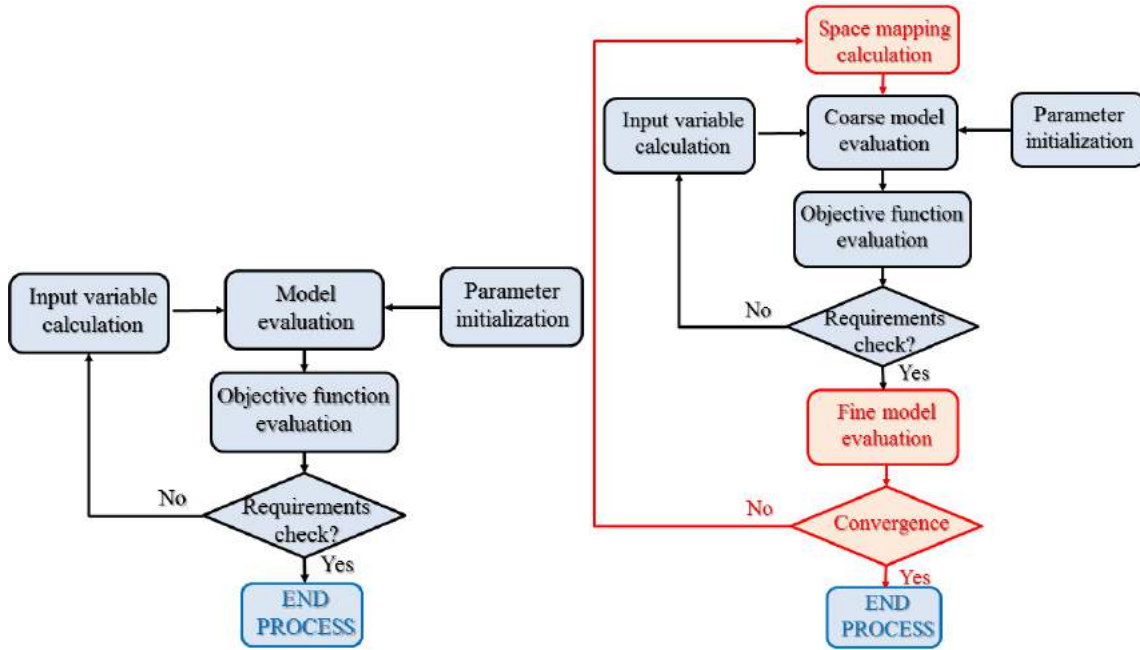 Input variable
calculation
Model
evaluation
Parameter
initialization
Objective function
evaluation
No
Requirements
check?
Yes
END
PROCESS
Space mapping
calculation
Input variable
calculation
Coarse model
evaluation
Parameter
initialization
Objective function
evaluation
No
Requirements
check?
Yes
Fine model
evaluation
No
Convergence
Yes
END
PROCESS